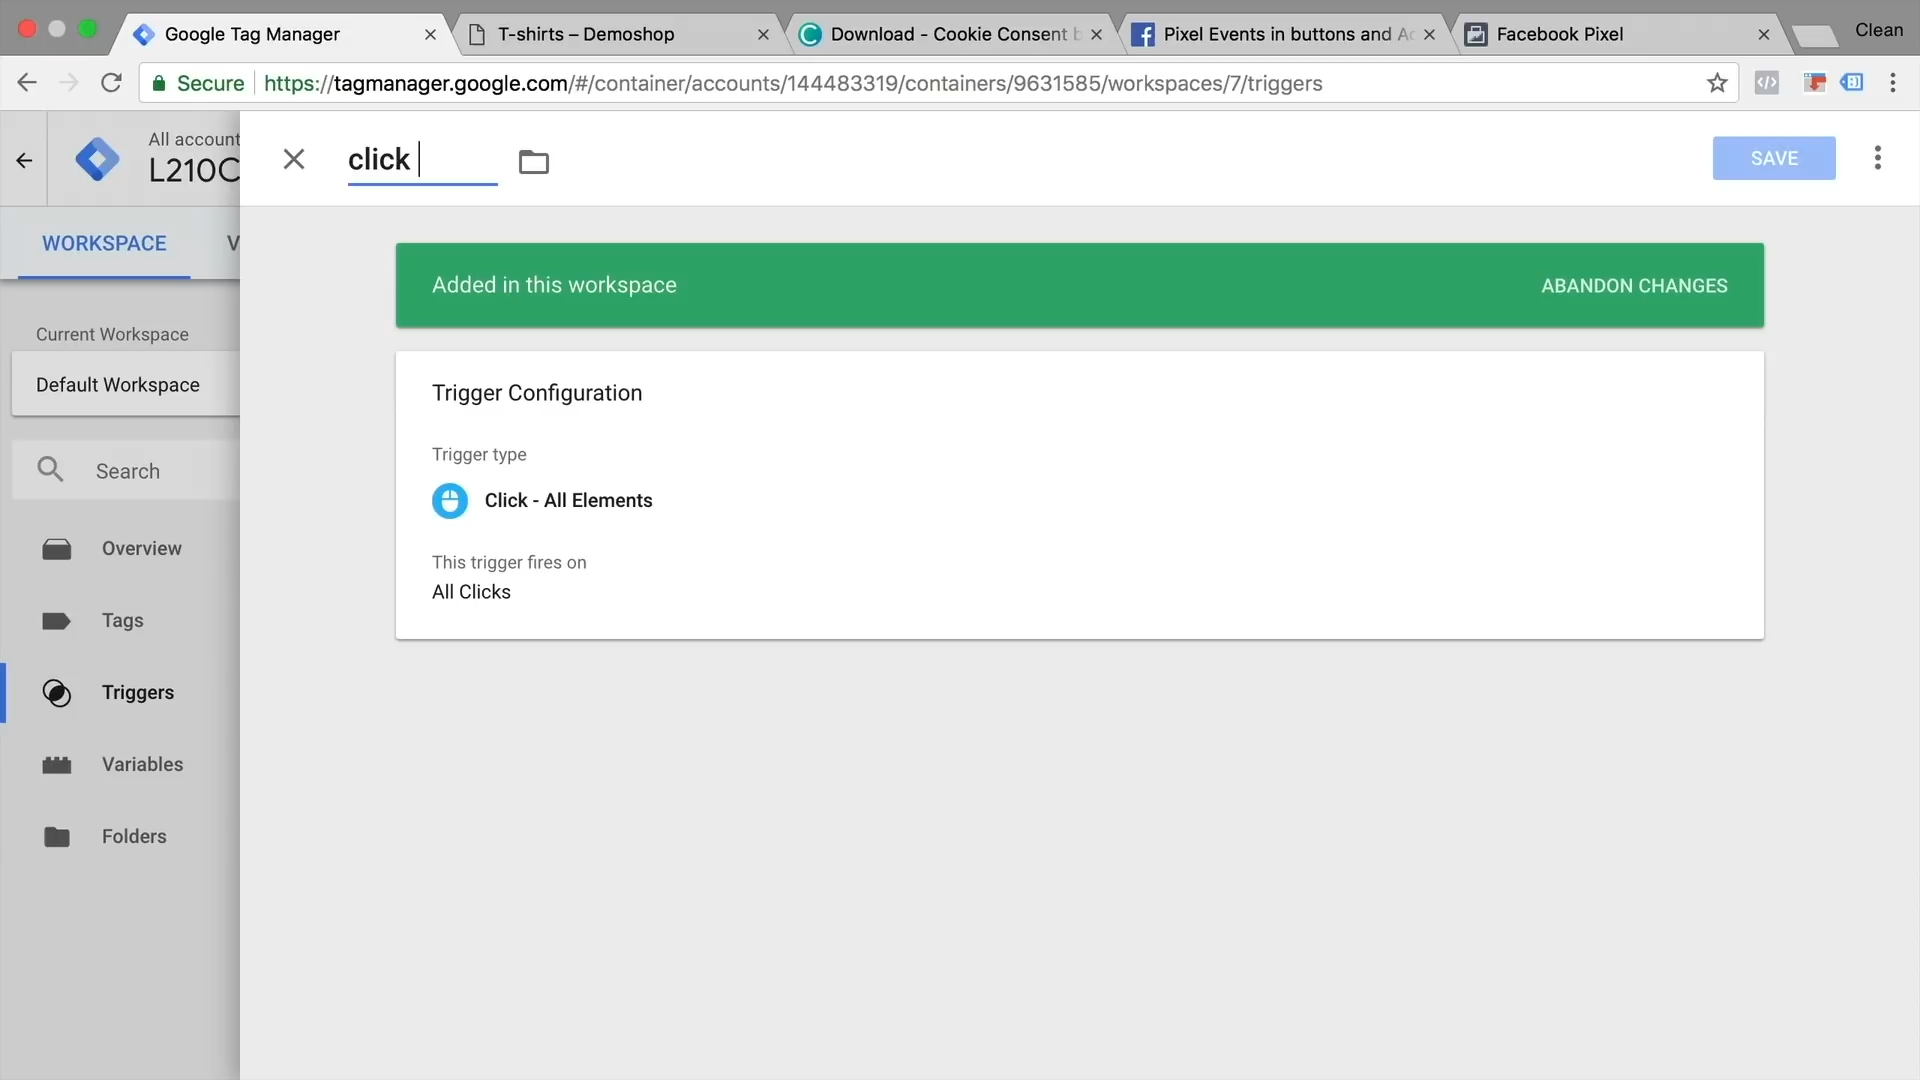 Google Tag Manager
T-shirts – Demoshop
Download - Cookie Consent b
Pixel Events in buttons and Ac
Facebook Pixel
Clean
Secure
https://tagmanager.google.com/#/container/accounts/144483319/containers/9631585/workspaces/7/triggers
All account
L210C
click
SAVE
WORKSPACE
V
Added in this workspace
ABANDON CHANGES
Current Workspace
Default Workspace
Trigger Configuration
Trigger type
Click - All Elements
This trigger fires on
All Clicks
Search
Overview
Tags
Triggers
Variables
Folders